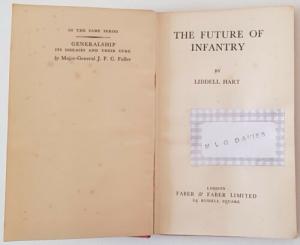 IN THE SAME SERIES
GENERALSHIP
ITS DISEASES AND THEIR CURE
by Major-General J. F. C. Fuller
THE FUTURE OF
INFANTRY
BY
LIDDELL HART
M L G DAVIES
LONDON
FABER & FABER LIMITED
24 RUSSELL SQUARE